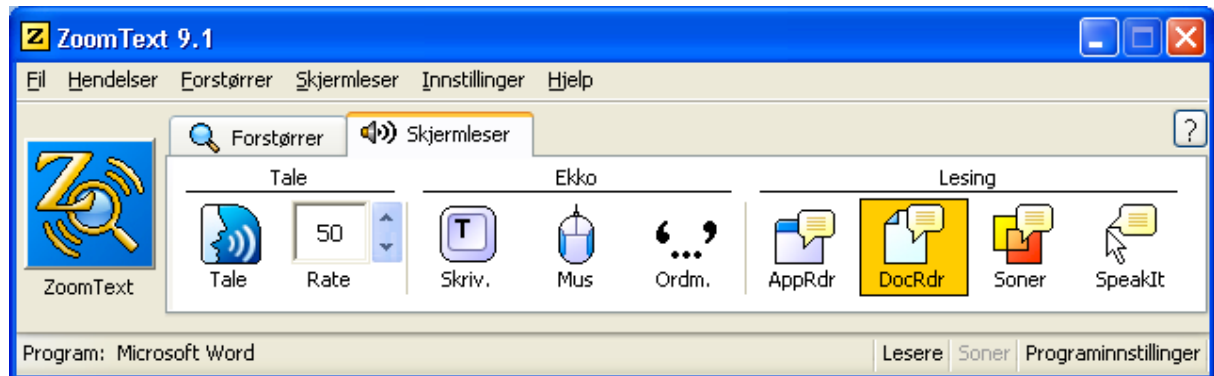 ZoomText 9.1
Fil Hendelser Forstørrer Skjermleser Innstillinger Hjelp
Forstørrer Skjermleser ?
Tale Ekko Lesing
50
T
ZoomText Tale Rate Skriv. Mus Ordm. AppRdr DocRdr Soner SpeakIt
Program: Microsoft Word Lesere Soner Programinnstillinger